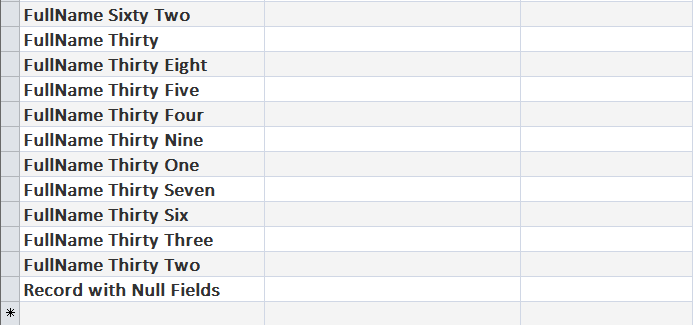 FullName Sixty Two
FullName Thirty
FullName Thirty Eight
FullName Thirty Five
FullName Thirty Four
FullName Thirty Nine
FullName Thirty One
FullName Thirty Seven
FullName Thirty Six
FullName Thirty Three
FullName Thirty Two
Record with Null Fields
*